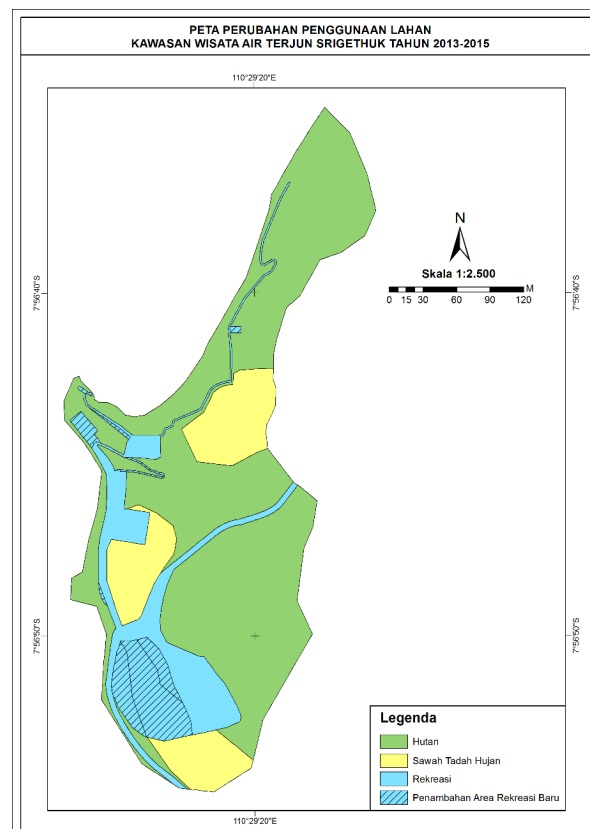 PETA PERUBAHAN PENGGUNAAN LAHAN
KAWASAN WISATA AIR TERJUN SRIGETHUK TAHUN 2013-2015
110°29'20"E
N
Skala 1:2.500
M
0 15 30 60 90 120
7°56'40"S
7°56'40"S
7°56'50"S
7°56'50"S
Legenda
Hutan
Sawah Tadah Hujan
Rekreasi
Penambahan Area Rekreasi Baru
110°29'20"E